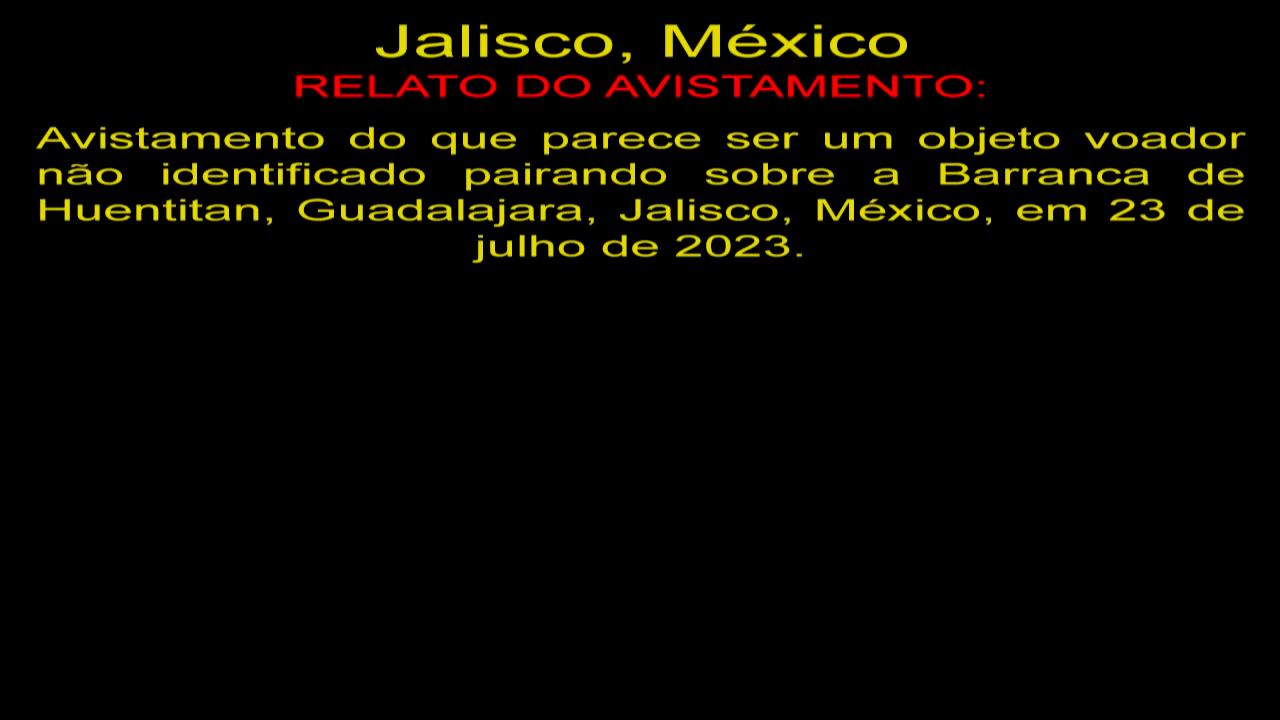 Jalisco, México
RELATO DO AVISTAMENTO:
Avistamento do que parece ser um objeto voador
não identificado pairando sobre a Barranca de
Huentitan, Guadalajara, Jalisco, México, em 23 de
julho de 2023.